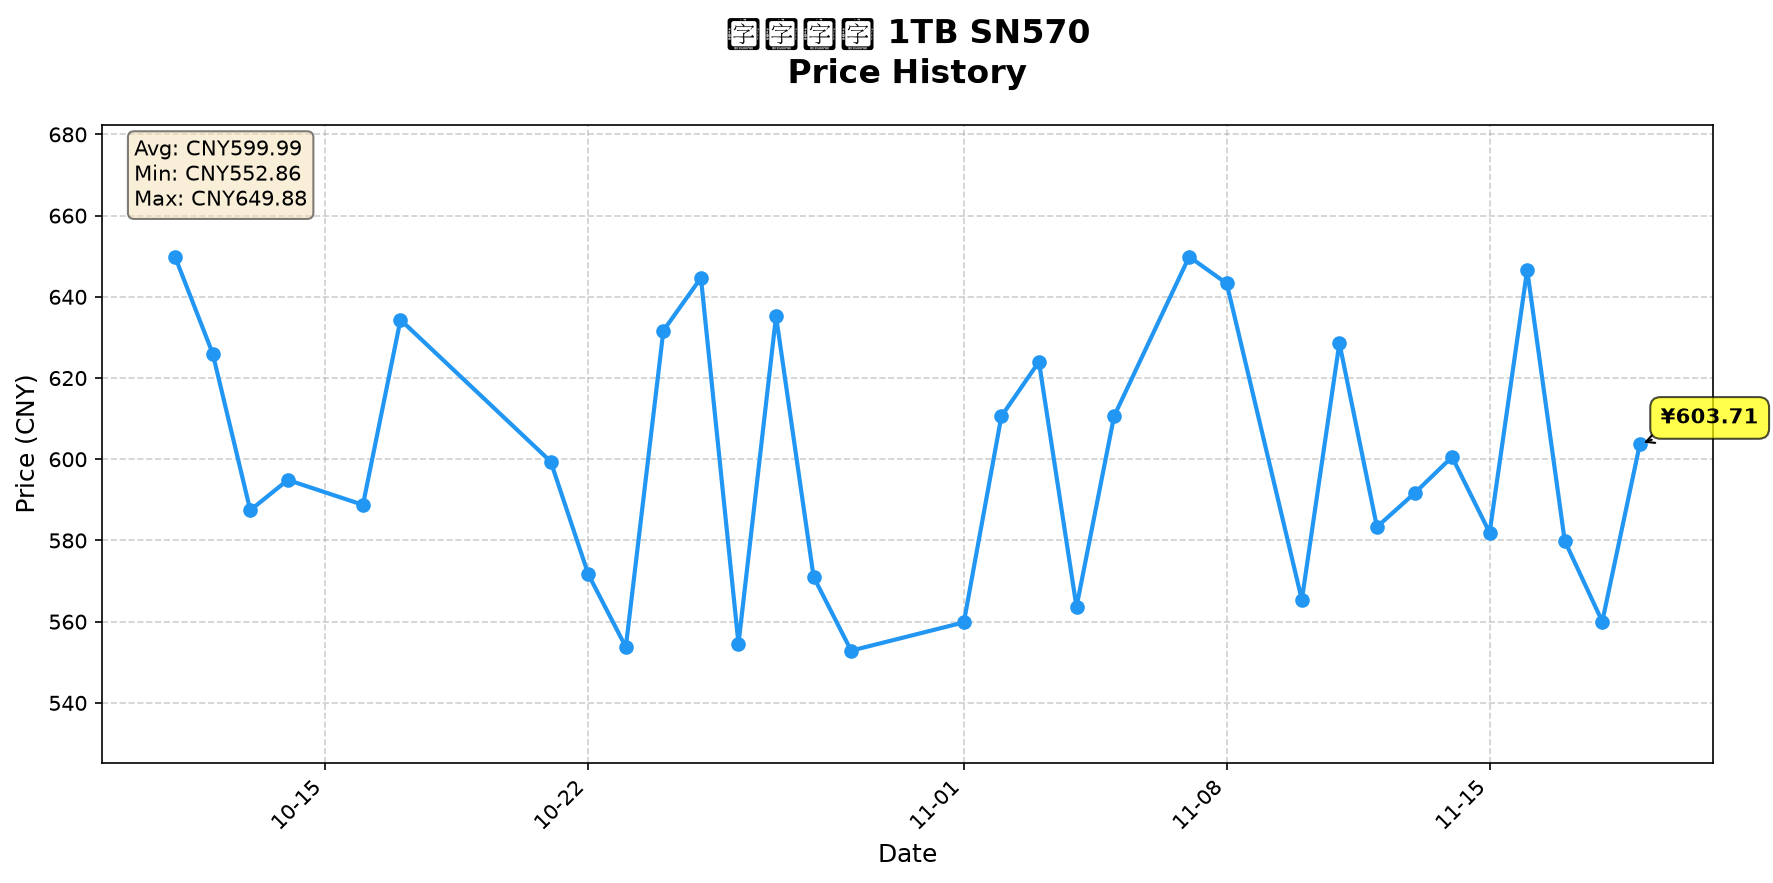 1TB SN570
Price History
Avg: CNY599.99
Min: CNY552.86
Max: CNY649.88
680
660
640
620
600
580
560
540
Price (CNY)
¥603.71
10-15
10-22
11-01
11-08
11-15
Date